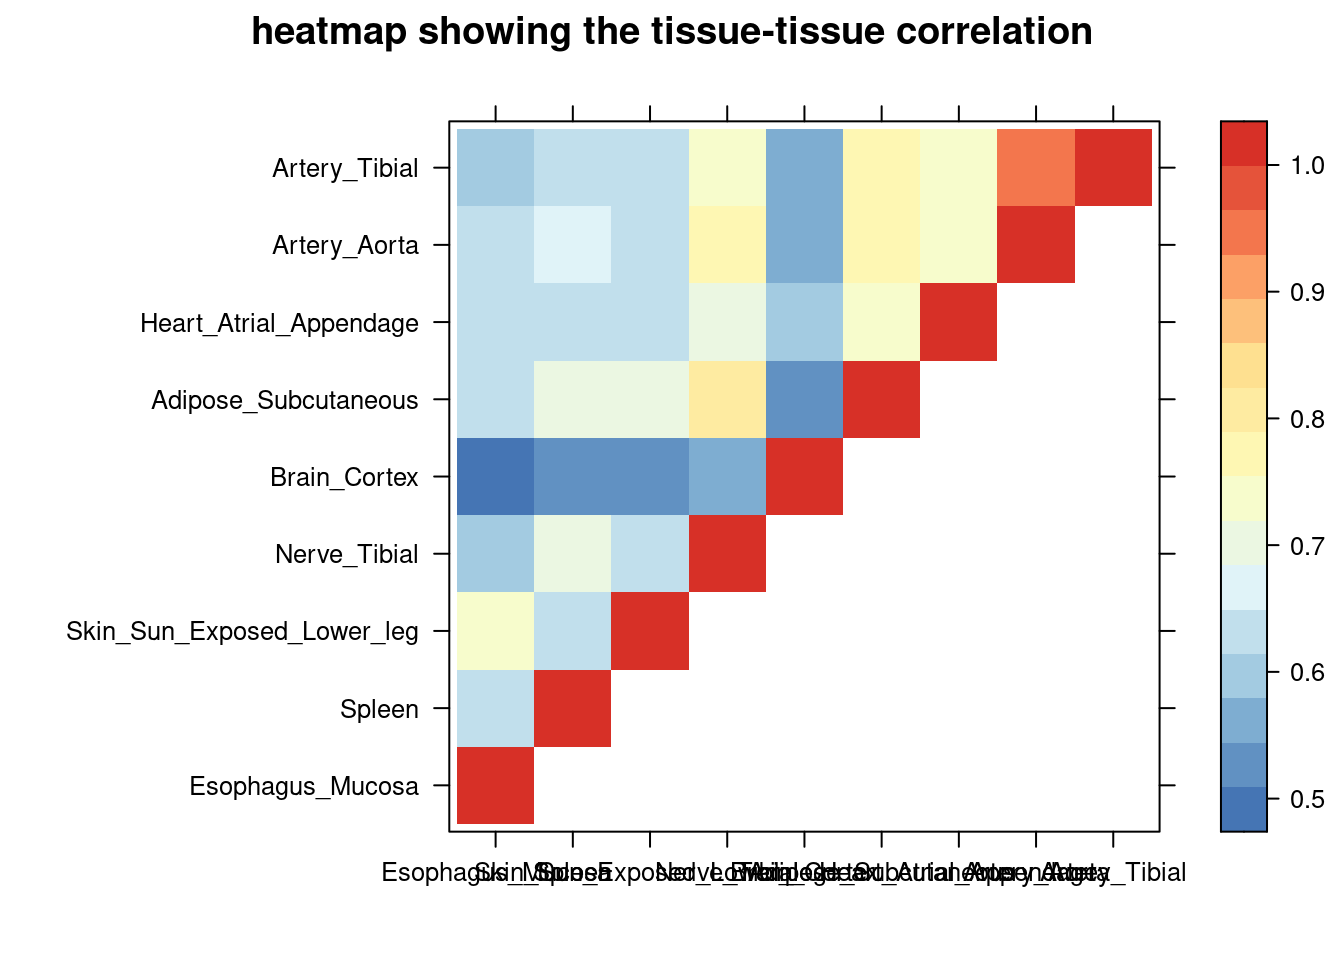 heatmap showing the tissue-tissue correlation
Artery_Tibial
Artery_Aorta
Heart_Atrial_Appendage
Adipose_Subcutaneous
Brain_Cortex
Nerve_Tibial
Skin_Sun_Exposed_Lower_leg
Spleen
Esophagus_Mucosa
1.0
0.9
0.8
0.7
0.6
0.5